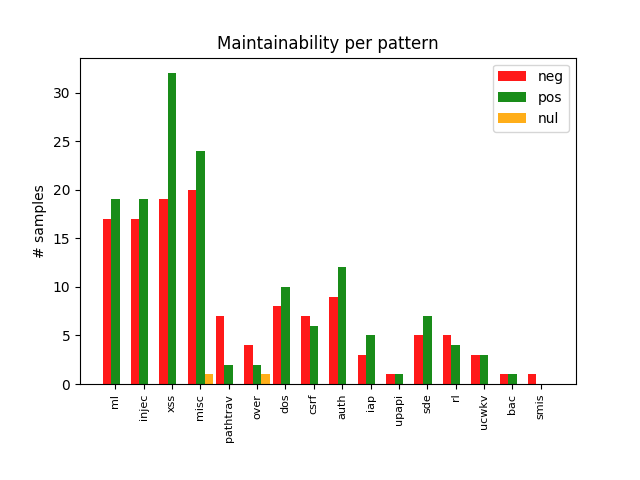 Maintainability per pattern
neg
pos
nul
# samples
30
25
20
15
10
5
0
ml
injec
xss
misc
pathtrav
over
dos
csrf
auth
iap
upapi
sde
rl
ucwkv
bac
smis